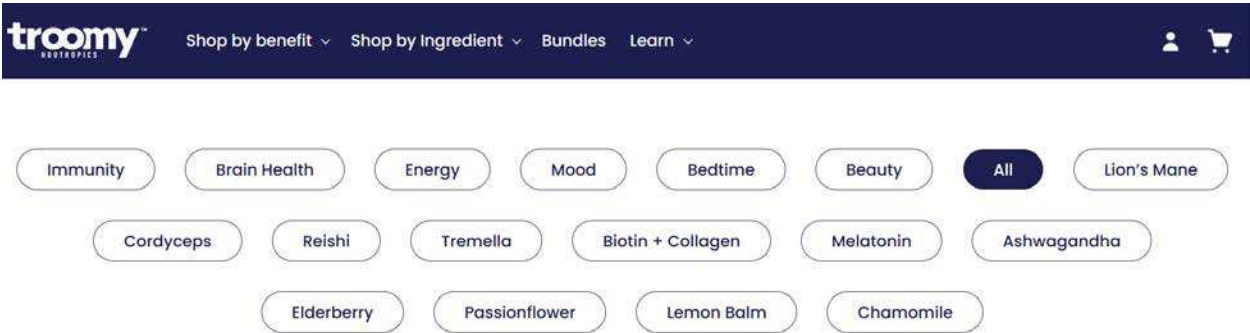 troomy™ Shop by benefit Shop by Ingredient Bundles Learn
NOOTROPICS
Immunity Brain Health Energy Mood Bedtime Beauty All Lion's Mane
Cordyceps Reishi Tremella Biotin + Collagen Melatonin Ashwagandha
Elderberry Passionflower Lemon Balm Chamomile